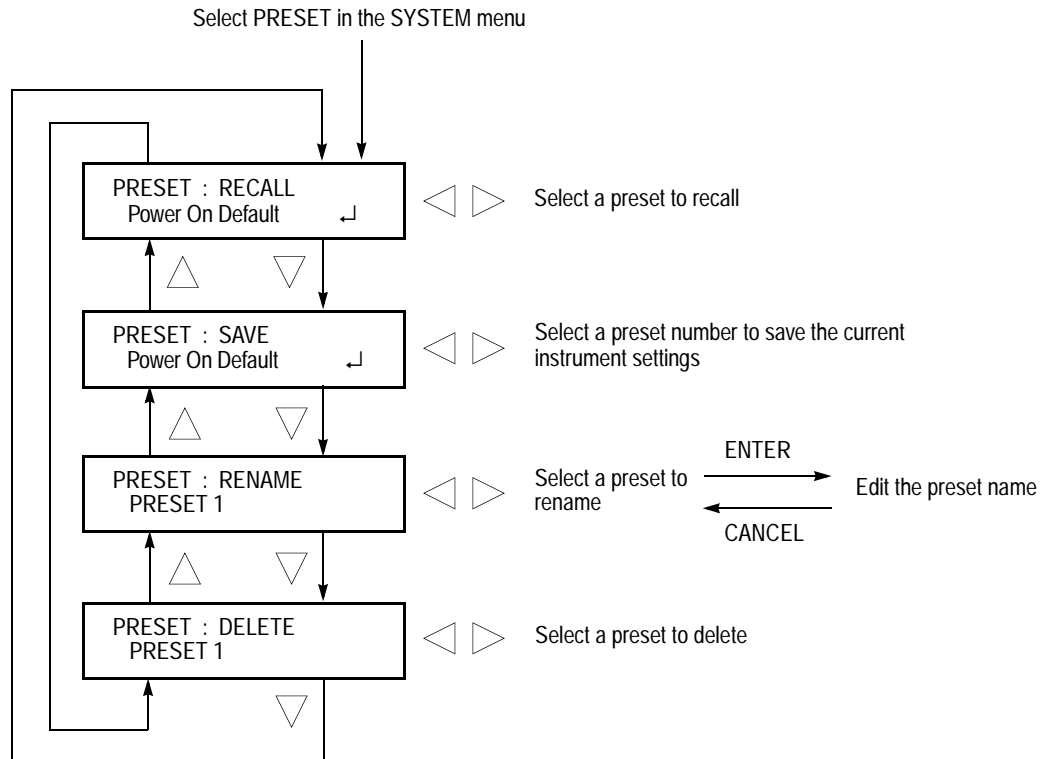 Select PRESET in the SYSTEM menu
PRESET : RECALL
Power On Default ↵
Select a preset to recall
PRESET : SAVE
Power On Default ↵
Select a preset number to save the current
instrument settings
PRESET : RENAME
PRESET 1
Select a preset to
rename
ENTER
CANCEL
Edit the preset name
PRESET : DELETE
PRESET 1
Select a preset to delete